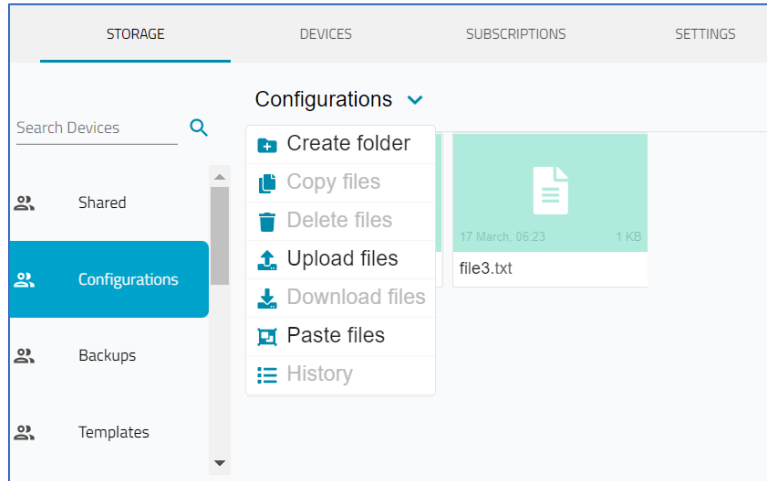 STORAGE DEVICES SUBSCRIPTIONS SETTINGS
Search Devices
Shared
Configurations
Backups
Templates
Configurations
Create folder
Copy files
Delete files
Upload files
Download files
Paste files
History
17 March, 06:23 1 KB
file3.txt